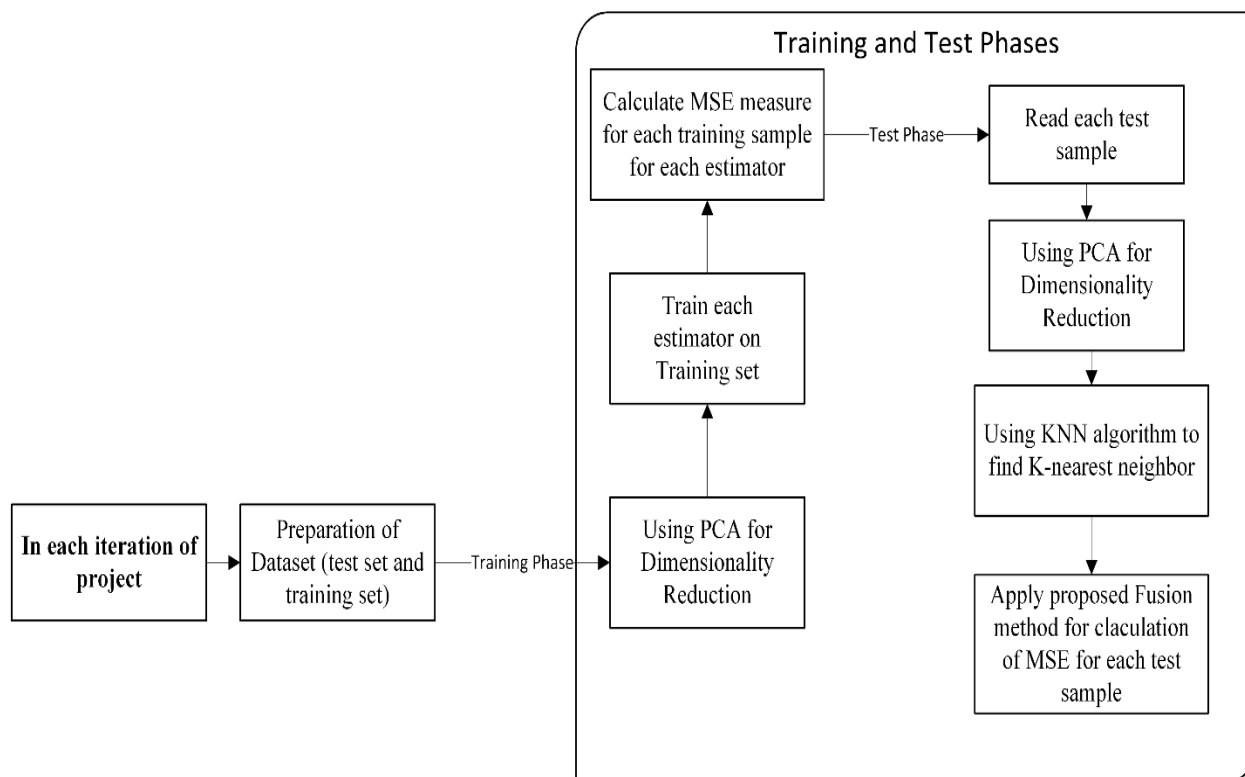 Training and Test Phases
Calculate MSE measure
for each training sample
for each estimator
Test Phase
Read each test
sample
Using PCA for
Dimensionality
Reduction
Train each
estimator on
Training set
Using KNN algorithm to
find K-nearest neighbor
In each iteration of
project
Preparation of
Dataset (test set and
training set)
Training Phase
Using PCA for
Dimensionality
Reduction
Apply proposed Fusion
method for claculation
of MSE for each test
sample